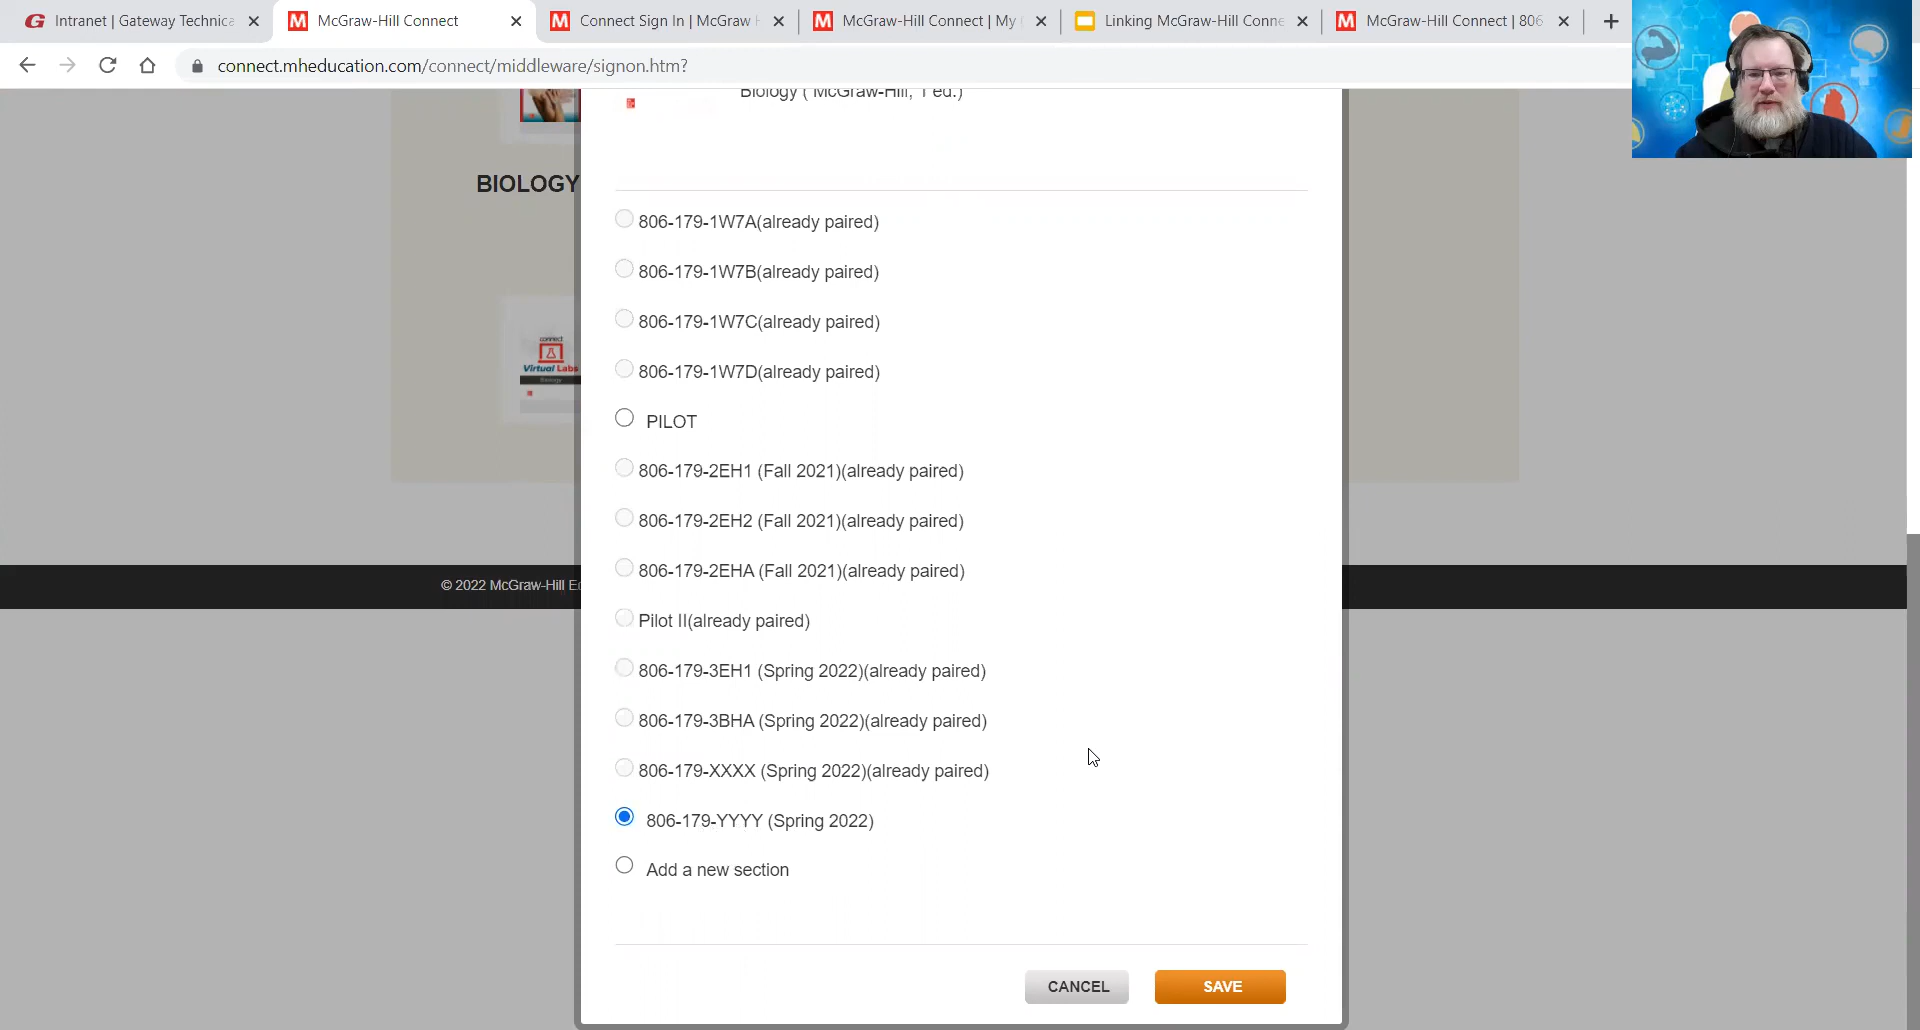 Intranet | Gateway Technica
McGraw-Hill Connect
Connect Sign In | McGraw
McGraw-Hill Connect | My
Linking McGraw-Hill Conne
McGraw-Hill Connect | 806
connect.mheducation.com/connect/middleware/signon.htm?
Biology ( McGraw-Hill, 1 ed.)
BIOLOGY
806-179-1W7A(already paired)
806-179-1W7B(already paired)
806-179-1W7C(already paired)
connect
Virtual Labs
Biology
806-179-1W7D(already paired)
PILOT
806-179-2EH1 (Fall 2021)(already paired)
806-179-2EH2 (Fall 2021)(already paired)
806-179-2EHA (Fall 2021)(already paired)
© 2022 McGraw-Hill E
Pilot II(already paired)
806-179-3EH1 (Spring 2022)(already paired)
806-179-3BHA (Spring 2022)(already paired)
806-179-XXXX (Spring 2022)(already paired)
806-179-YYYY (Spring 2022)
Add a new section
CANCEL
SAVE